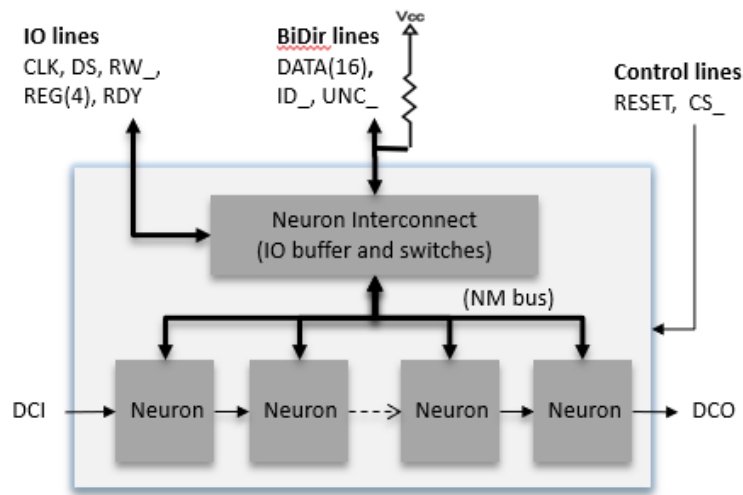 Vcc
IO lines
CLK, DS, RW_,
REG(4), RDY
BiDir lines
DATA(16),
ID_, UNC_
Control lines
RESET, CS_
Neuron Interconnect
(IO buffer and switches)
(NM bus)
DCI
Neuron
Neuron
Neuron
Neuron
DCO